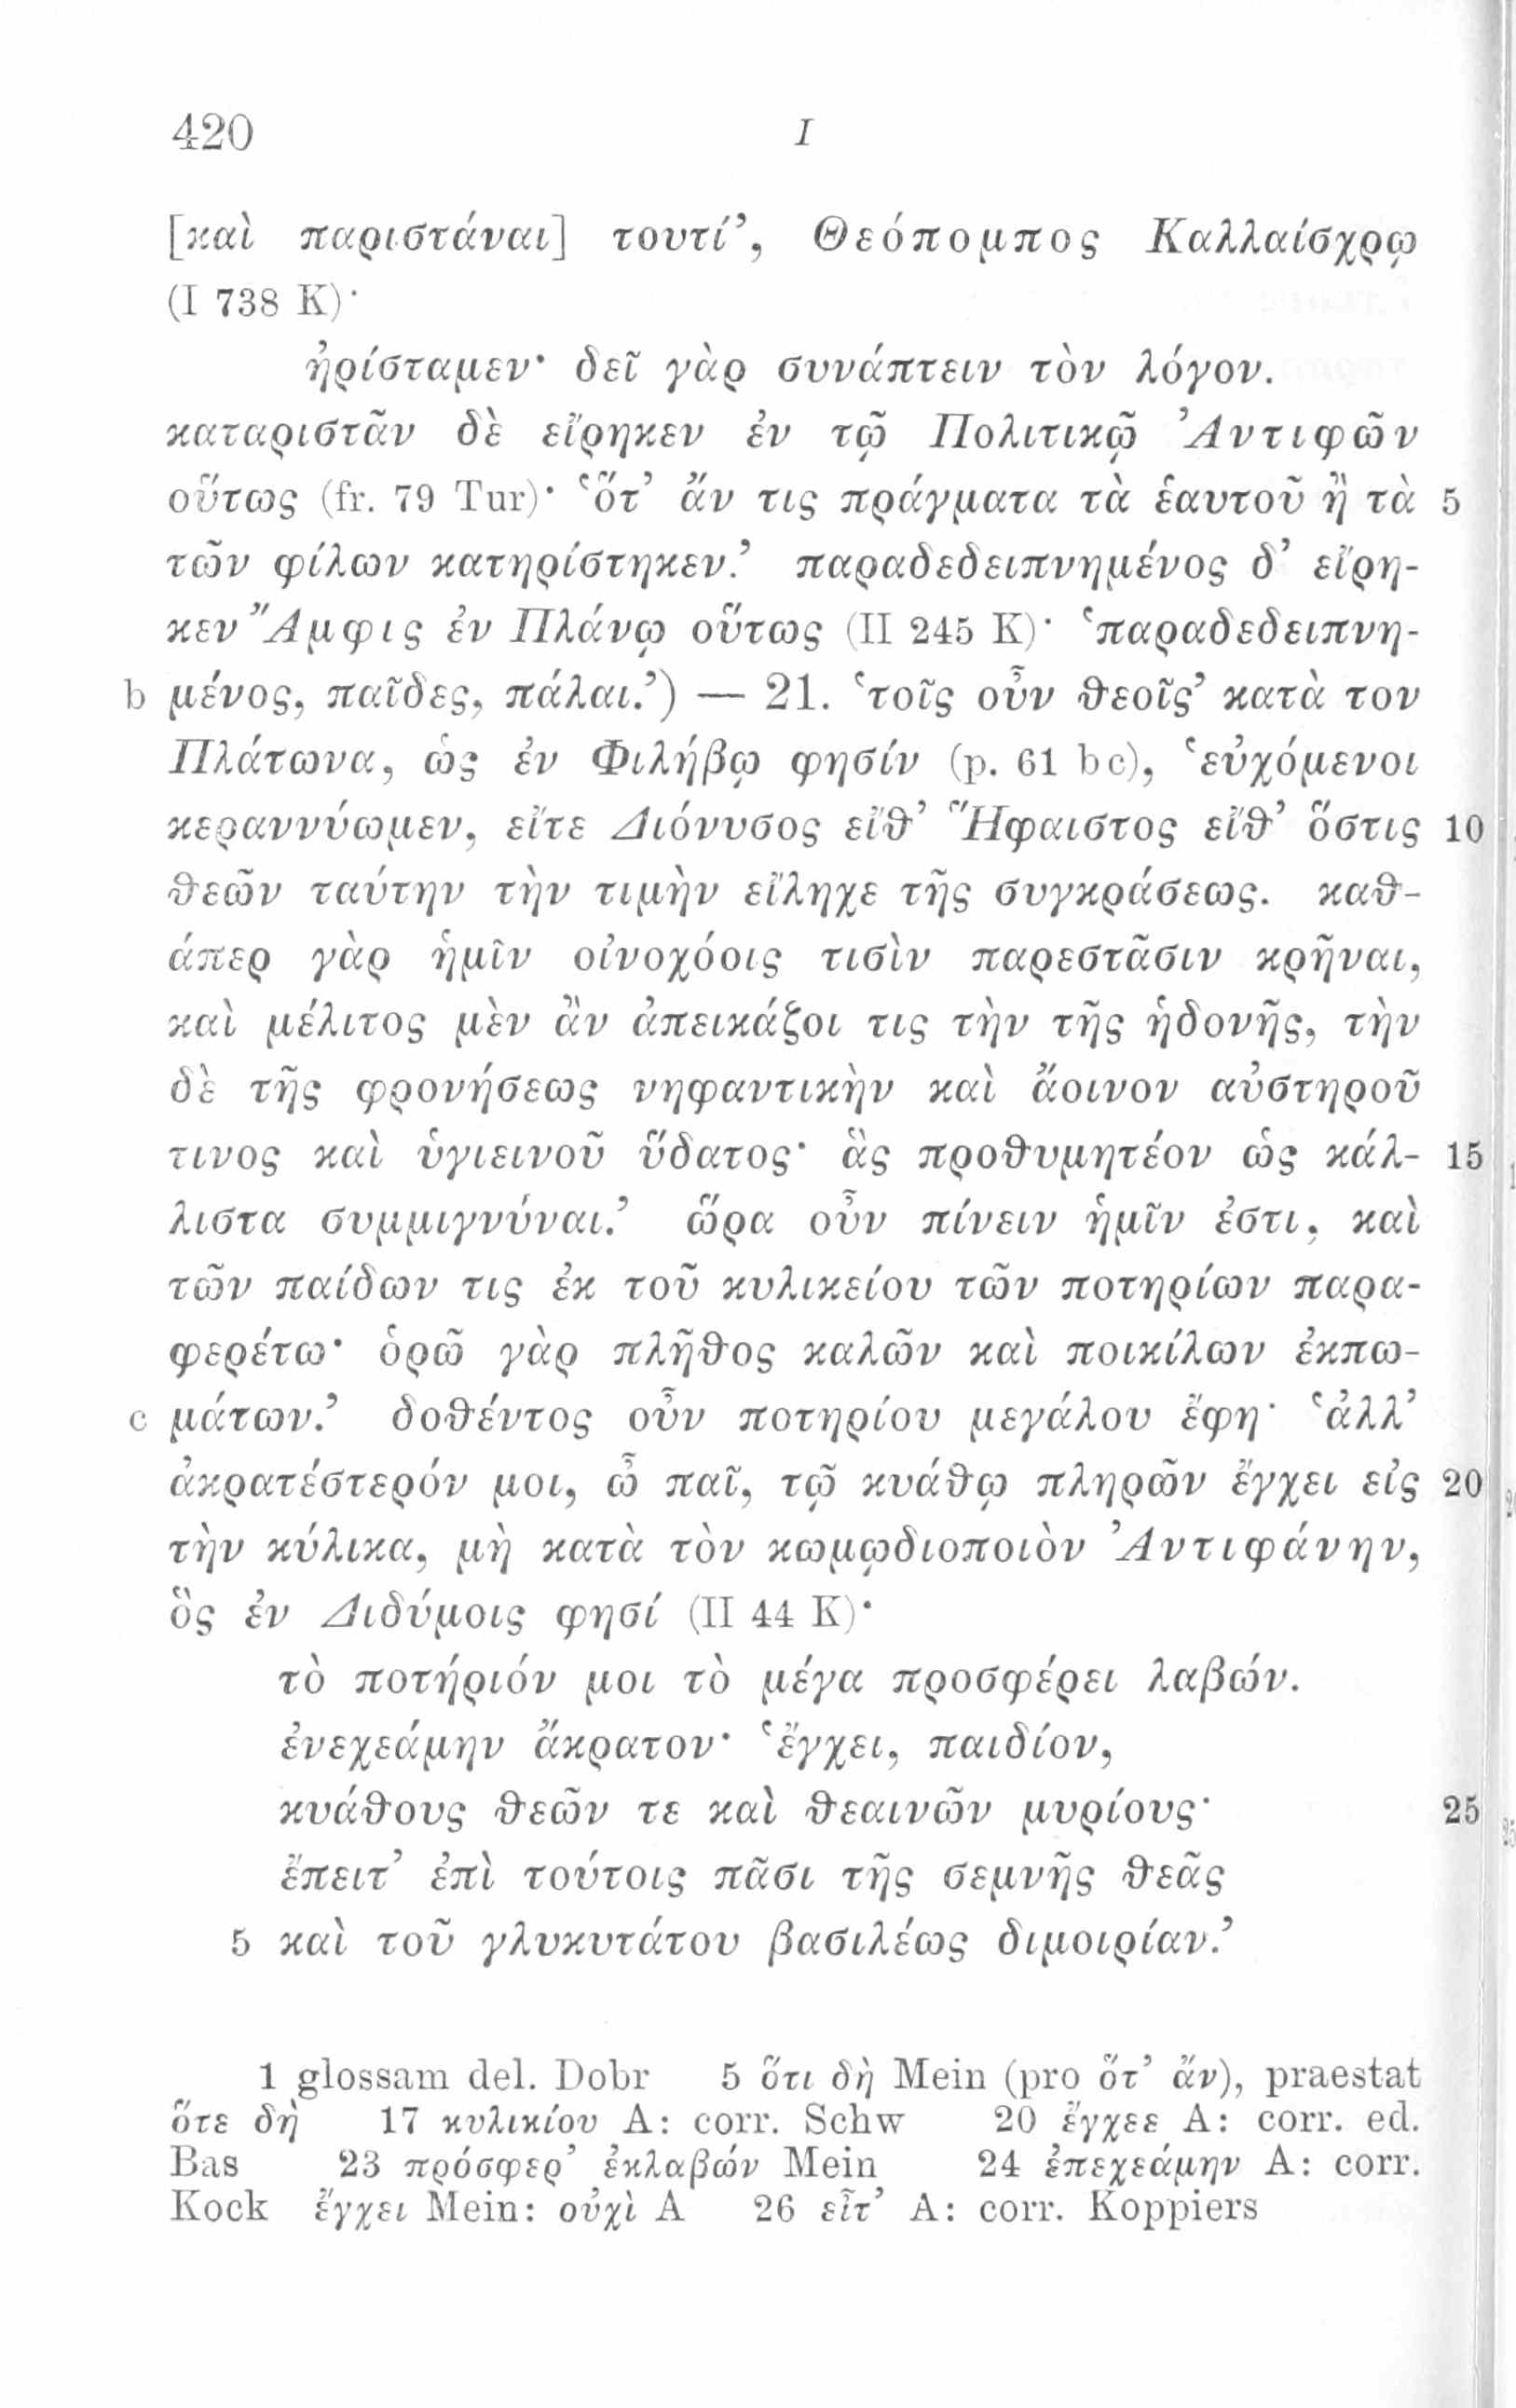 420 I
[καὶ παριστάναι] τουτί’, Θεόπομπος Καλλαίσχρῳ
(I 738 K)·
ἠρίσταμεν· δεῖ γὰρ συνάπτειν τὸν λόγον.
καταριστᾶν δὲ εἴρηκεν ἐν τῷ Πολιτικῷ Ἀντιφῶν
οὕτως (fr. 79 Tur)· ‘ὅτ’ ἄν τις πράγματα τὰ ἑαυτοῦ ἢ τὰ 5
τῶν φίλων κατηρίστηκεν.’ παραδεδειπνημένος δ’ εἴρη-
κεν Ἄμφις ἐν Πλάνῳ οὕτως (II 245 K)· ‘παραδεδειπνη-
b μένος, παῖδες, πάλαι.’) — 21. ‘τοῖς οὖν θεοῖς’ κατὰ τον
Πλάτωνα, ὡς ἐν Φιλήβῳ φησίν (p. 61 bc), ‘εὐχόμενοι
κεραννύωμεν, εἴτε Διόνυσος εἴθ’ Ἥφαιστος εἴθ’ ὅστις 10
θεῶν ταύτην τὴν τιμὴν εἴληχε τῆς συγκράσεως. καθ-
άπερ γὰρ ἡμῖν οἰνοχόοις τισὶν παρεστᾶσιν κρῆναι,
καὶ μέλιτος μὲν ἂν ἀπεικάζοι τις τὴν τῆς ἡδονῆς, τὴν
δὲ τῆς φρονήσεως νηφαντικὴν καὶ ἄοινον αὐστηροῦ
τινος καὶ ὑγιεινοῦ ὕδατος· ἃς προθυμητέον ὡς κάλ- 15
λιστα συμμιγνύναι.’ ὥρα οὖν πίνειν ἡμῖν ἐστι, καὶ
τῶν παίδων τις ἐκ τοῦ κυλικείου τῶν ποτηρίων παρα-
φερέτω· ὁρῶ γὰρ πλῆθος καλῶν καὶ ποικίλων ἐκπω-
c μάτων.’ δοθέντος οὖν ποτηρίου μεγάλου ἔφη· ‘ἀλλ’
ἀκρατέστερόν μοι, ὦ παῖ, τῷ κυάθῳ πληρῶν ἔγχει εἰς 20
τὴν κύλικα, μὴ κατὰ τὸν κωμῳδιοποιὸν Ἀντιφάνην,
ὃς ἐν Διδύμοις φησί (II 44 K)·
τὸ ποτήριόν μοι τὸ μέγα προσφέρει λαβών.
ἐνεχεάμην ἄκρατον· ‘ἔγχει, παιδίον,
κυάθους θεῶν τε καὶ θεαινῶν μυρίους· 25
ἔπειτ’ ἐπὶ τούτοις πᾶσι τῆς σεμνῆς θεᾶς
5 καὶ τοῦ γλυκυτάτου βασιλέως διμοιρίαν.’
1 glossam del. Dobr 5 ὅτι δὴ Mein (pro ὅτ’ ἄν), praestat
ὅτε δὴ 17 κυλικίου A: corr. Schw 20 ἔγχεε A: corr. ed.
Bas 23 πρόσφερ’ ἐκλαβών Mein 24 ἐπεχεάμην A: corr.
Kock ἔγχει Mein: οὐχὶ A 26 εἶτ’ A: corr. Koppiers